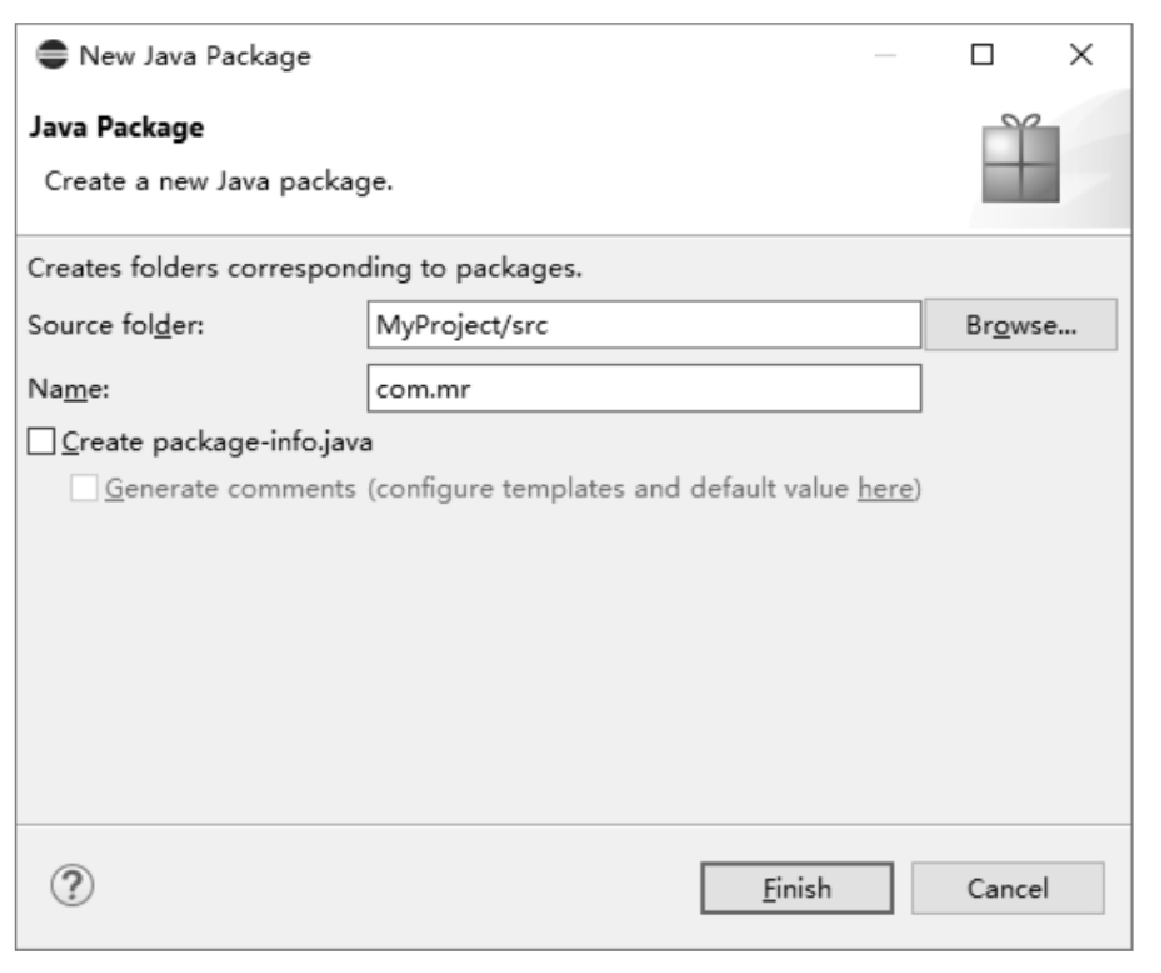 New Java Package
Java Package
Create a new Java package.
Creates folders corresponding to packages.
Source folder: MyProject/src Browse...
Name: com.mr
Create package-info.java
Generate comments (configure templates and default value here)
? Finish Cancel